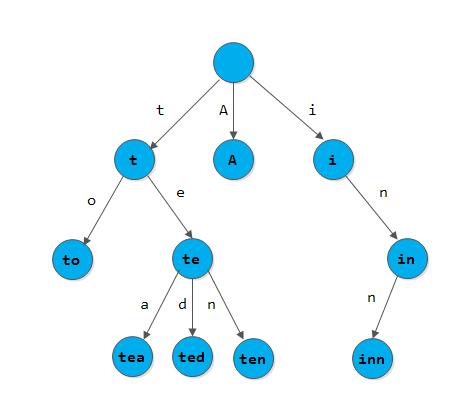 t A i
t A i
o e n
to te in
a d n n
tea ted ten inn